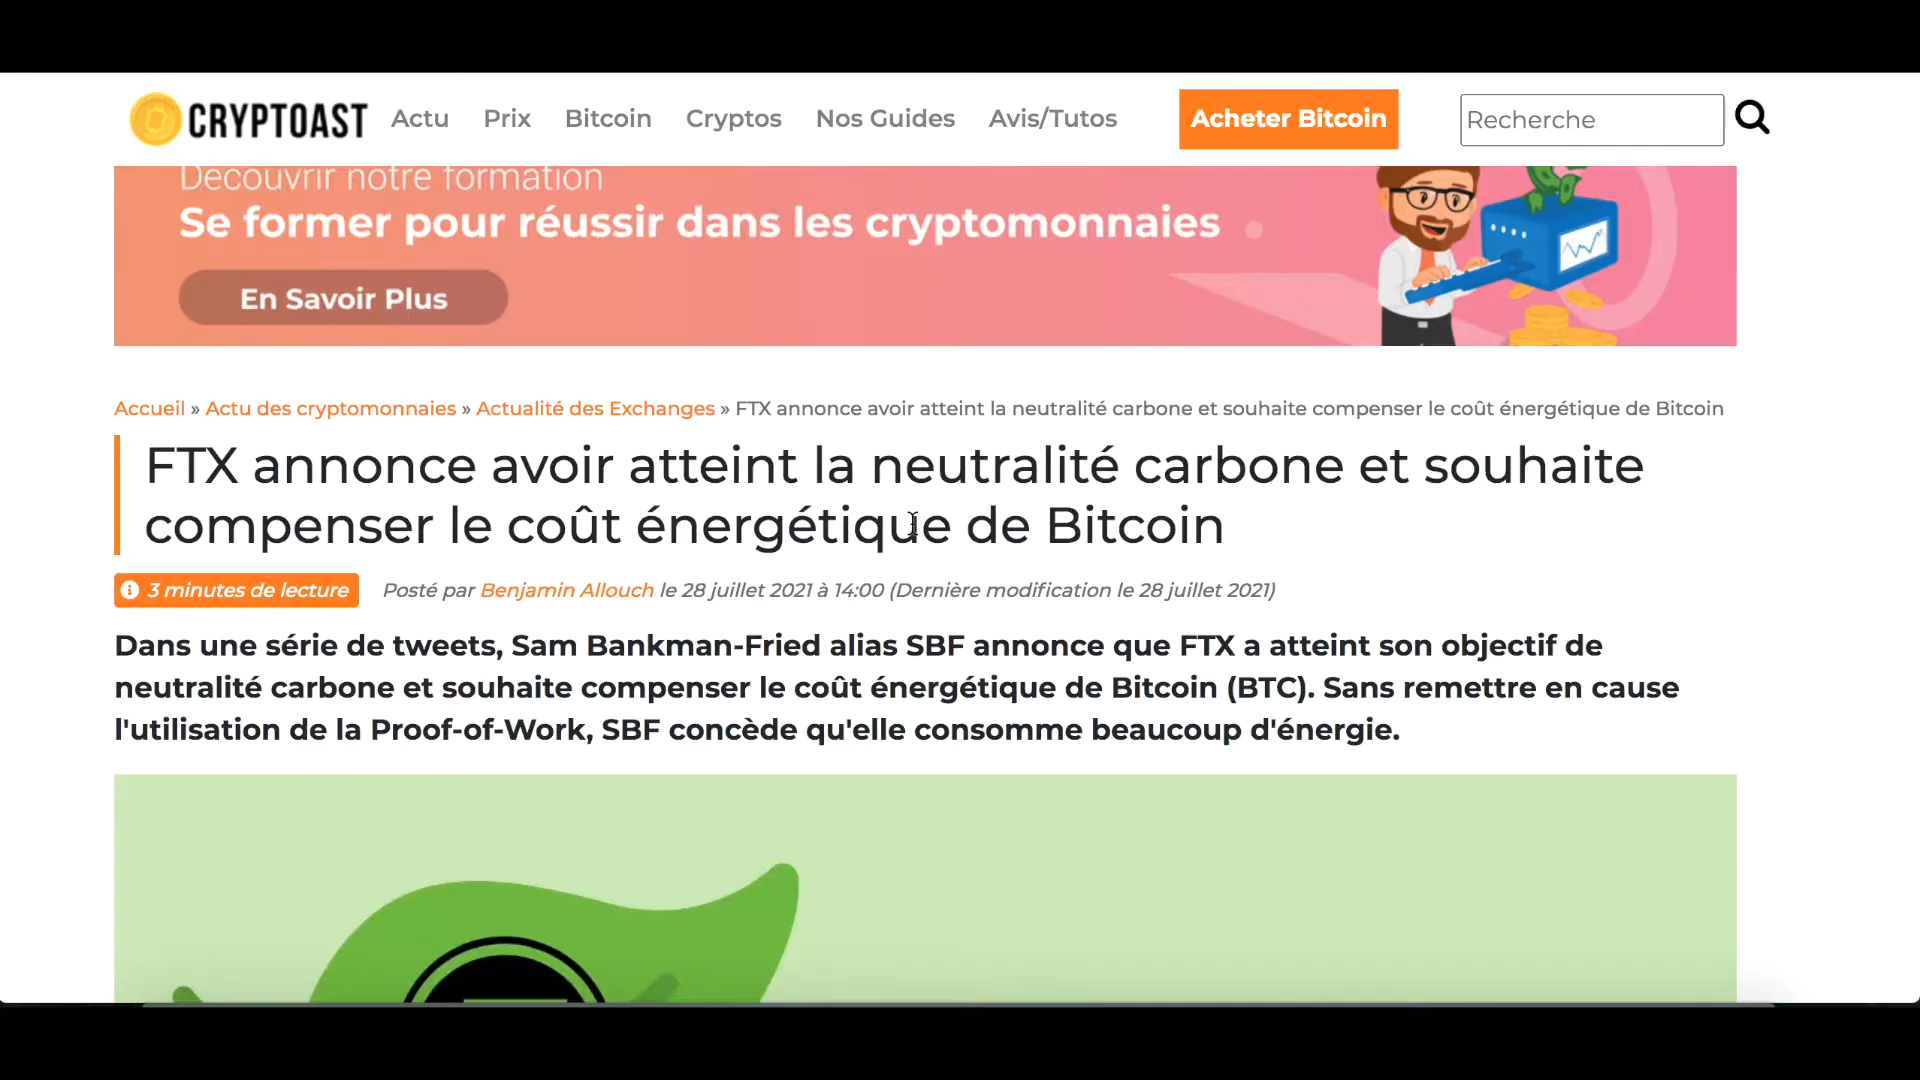 CRYPTOAST Actu Prix Bitcoin Cryptos Nos Guides Avis/Tutos Acheter Bitcoin Recherche
Découvrir notre formation
Se former pour réussir dans les cryptomonnaies
En Savoir Plus
Accueil » Actu des cryptomonnaies » Actualité des Exchanges » FTX annonce avoir atteint la neutralité carbone et souhaite compenser le coût énergétique de Bitcoin
FTX annonce avoir atteint la neutralité carbone et souhaite
compenser le coût énergétique de Bitcoin
3 minutes de lecture Posté par Benjamin Allouch le 28 juillet 2021 à 14:00 (Dernière modification le 28 juillet 2021)
Dans une série de tweets, Sam Bankman-Fried alias SBF annonce que FTX a atteint son objectif de
neutralité carbone et souhaite compenser le coût énergétique de Bitcoin (BTC). Sans remettre en cause
l'utilisation de la Proof-of-Work, SBF concède qu'elle consomme beaucoup d'énergie.